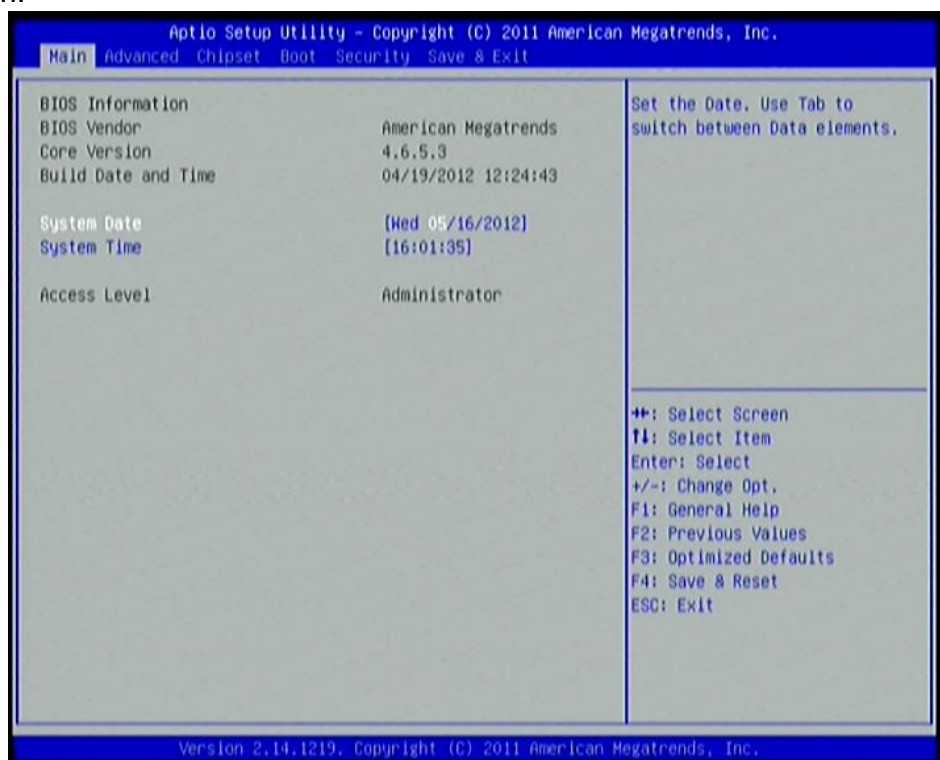 Aptio Setup Utility - Copyright (C) 2011 American Megatrends, Inc.
Main Advanced Chipset Boot Security Save & Exit
BIOS Information
BIOS Vendor American Megatrends
Core Version 4.6.5.3
Build Date and Time 04/19/2012 12:24:43
System Date [Wed 05/16/2012]
System Time [16:01:35]
Access Level Administrator
Set the Date. Use Tab to
switch between Data elements.
→←: Select Screen
↑↓: Select Item
Enter: Select
+/-: Change Opt.
F1: General Help
F2: Previous Values
F3: Optimized Defaults
F4: Save & Reset
ESC: Exit
Version 2.14.1219. Copyright (C) 2011 American Megatrends, Inc.